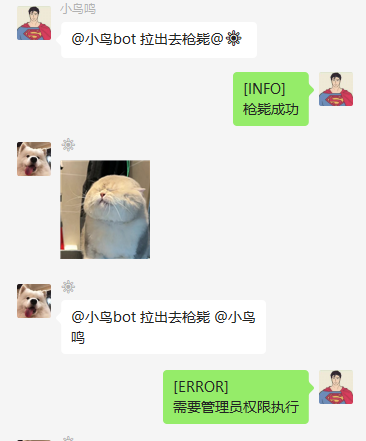 小鸟鸣
@小鸟bot 拉出去枪毙@
[INFO]
枪毙成功
@小鸟bot 拉出去枪毙 @小鸟
鸣
[ERROR]
需要管理员权限执行